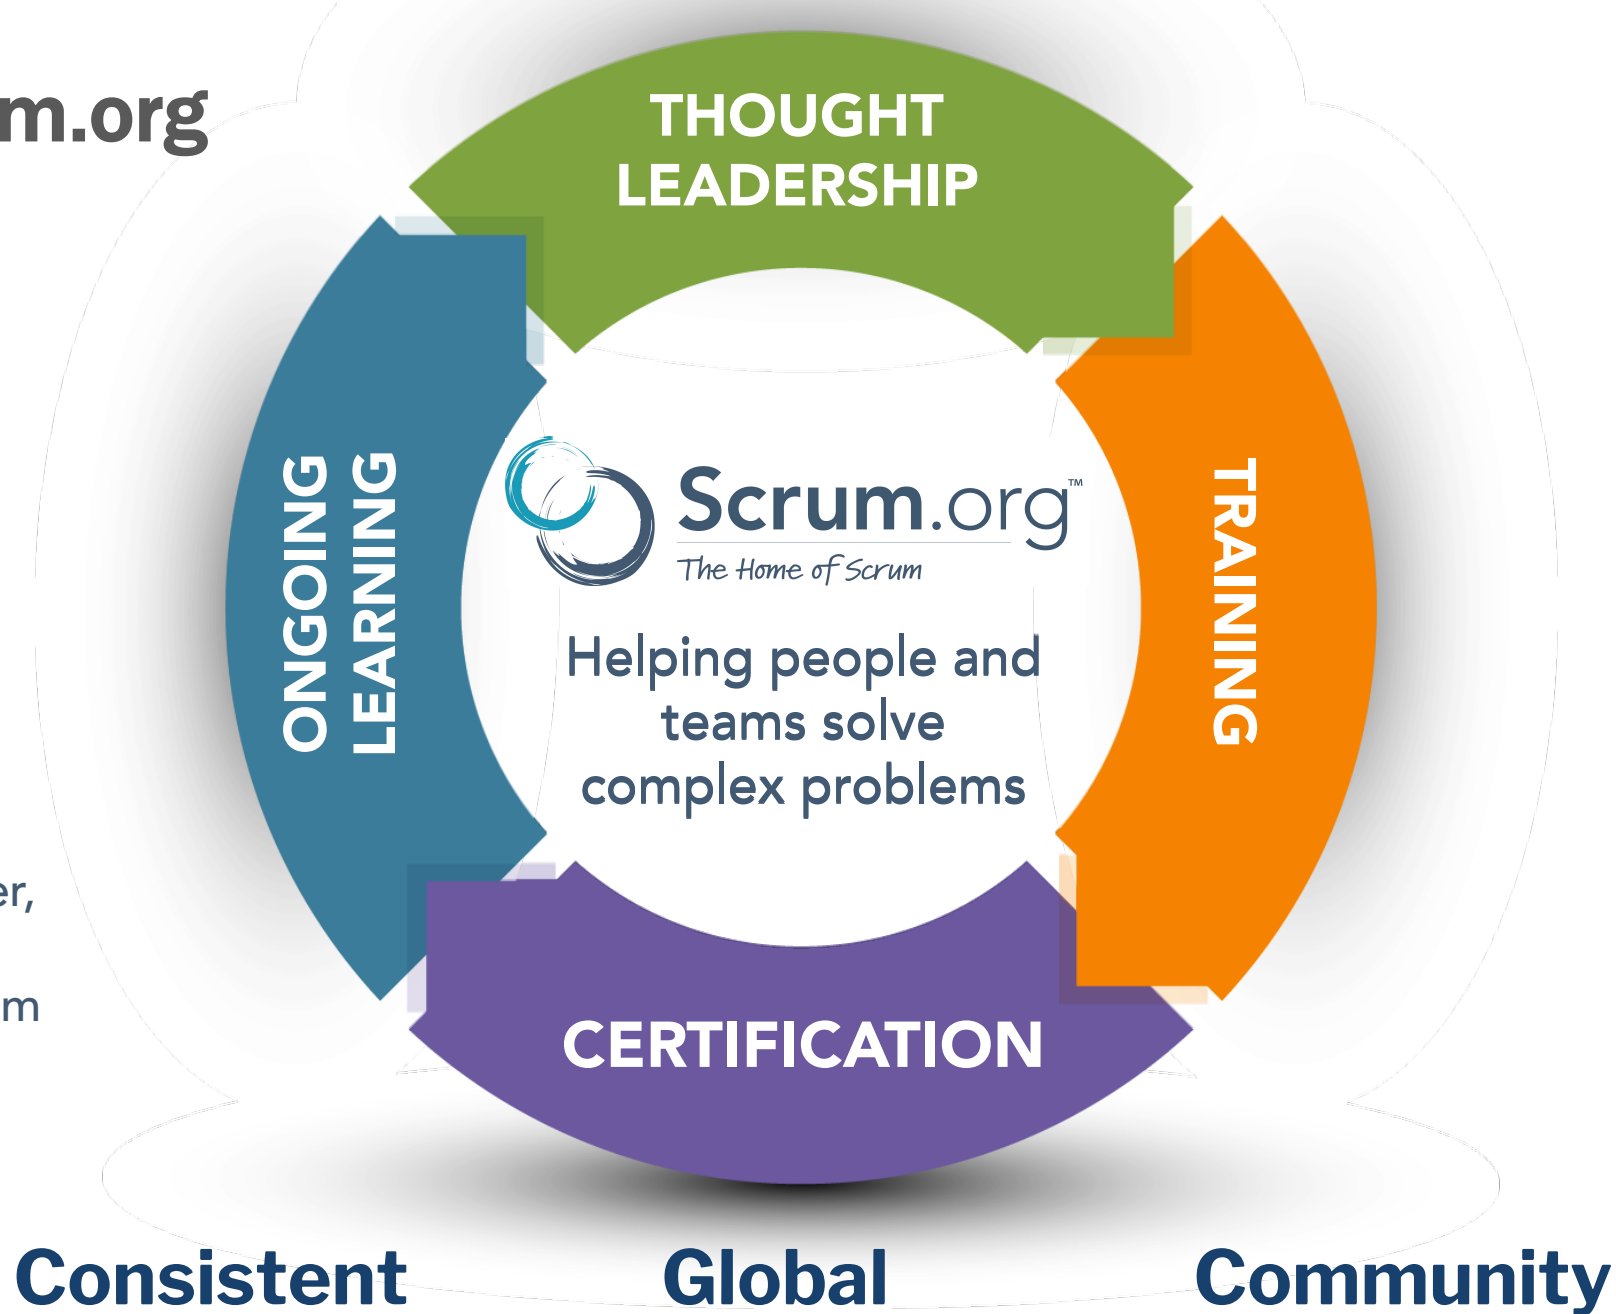 m.org
THOUGHT
LEADERSHIP
ONGOING
LEARNING
Scrum.org™
The Home of Scrum
Helping people and
teams solve
complex problems
TRAINING
er,
m
CERTIFICATION
Consistent
Global
Community